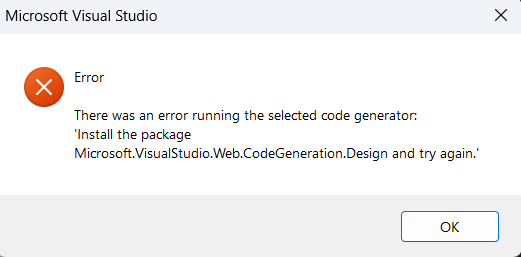 Microsoft Visual Studio
Error
There was an error running the selected code generator:
'Install the package
Microsoft.VisualStudio.Web.CodeGeneration.Design and try again.'
OK